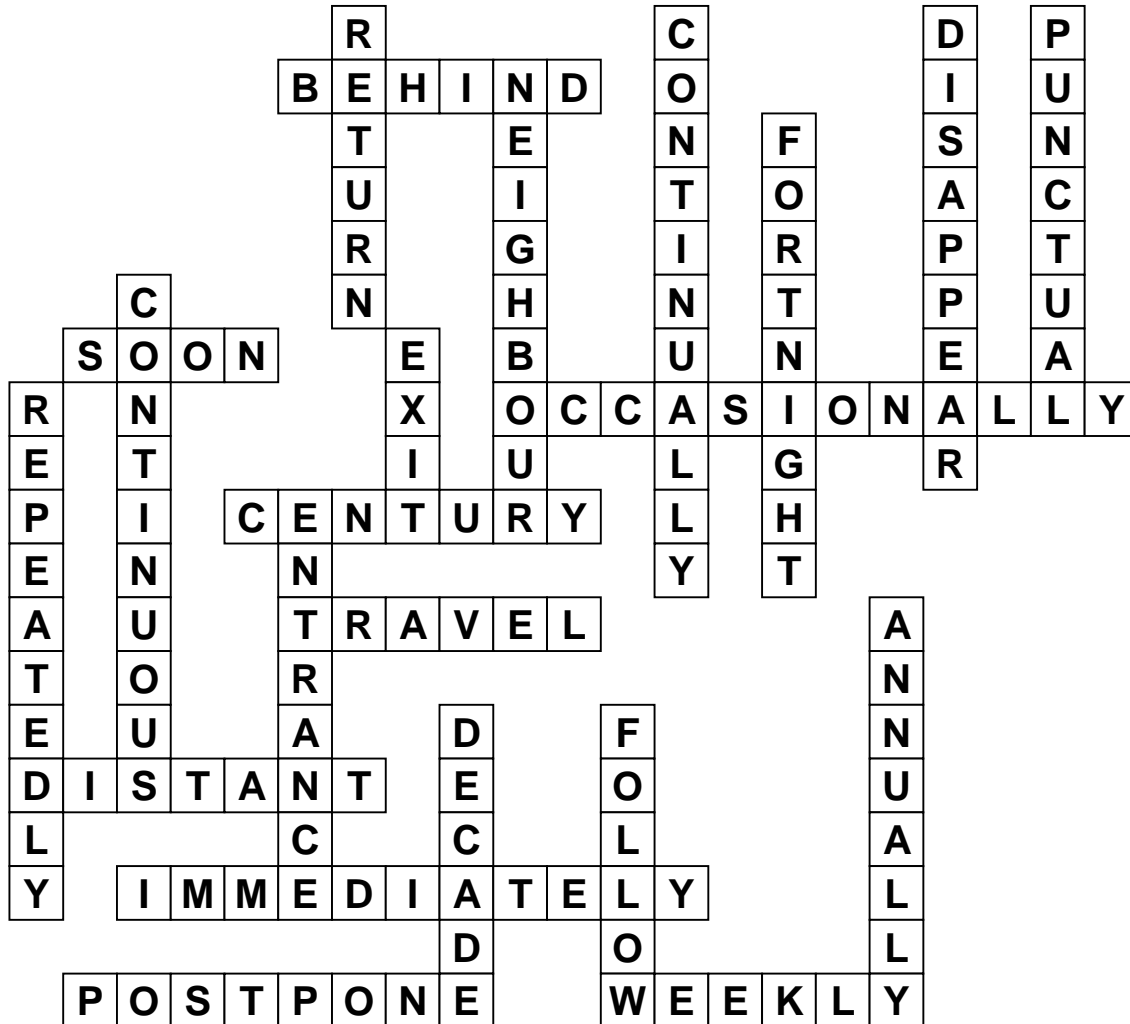 RETURN
CONTINUALLY
DISAPPEAR
PUNCTUAL
BEHIND
NEIGHBOUR
FORTNIGHT
CONTINUOUS
SOON
EXIT
REPEATEDLY
OCCASIONALLY
CENTURY
ENTRANCE
TRAVEL
ANNUALLY
DECADE
FOLLOW
DISTANT
IMMEDIATELY
POSTPONE
WEEKLY